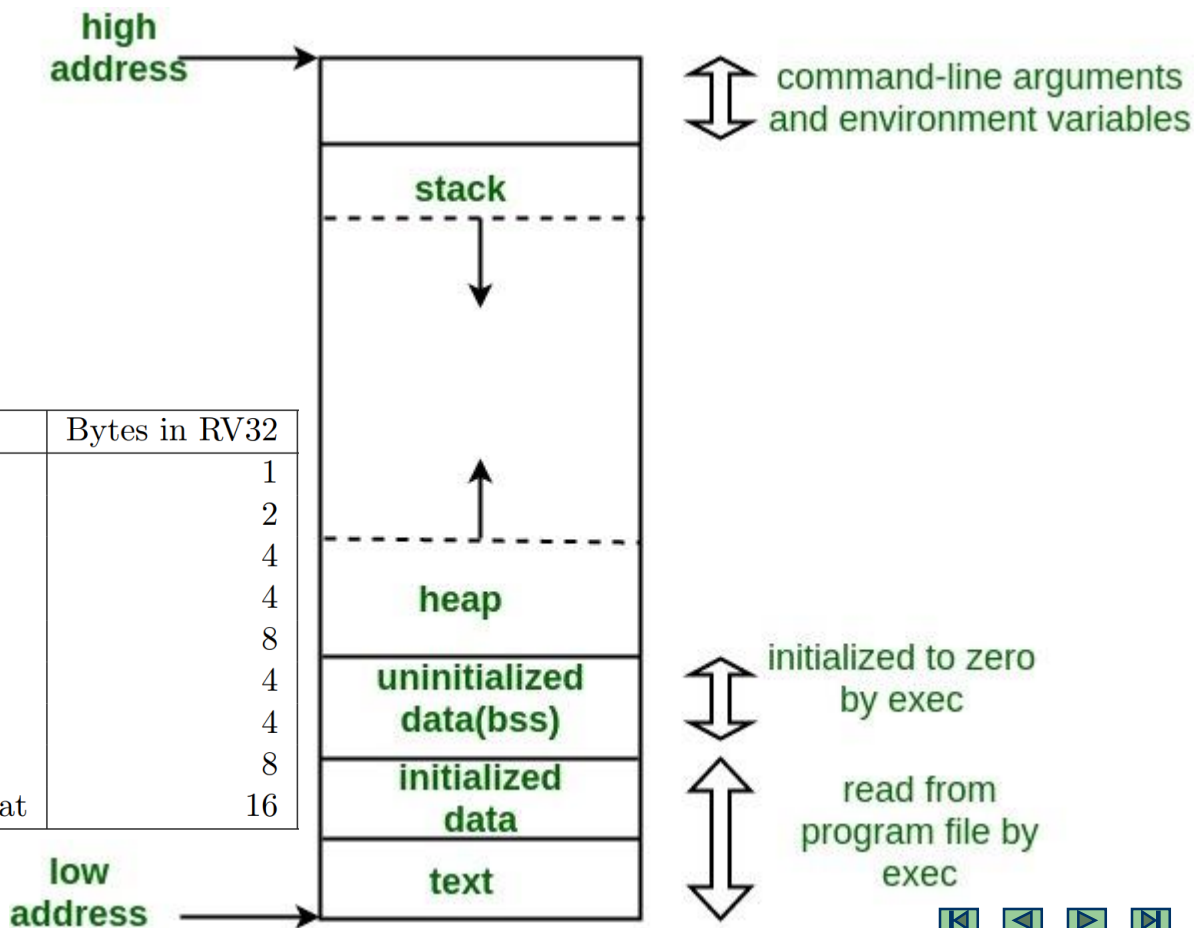 high
address
command-line arguments
and environment variables
stack
Bytes in RV32
1
2
4
4
8
4
4
8
at 16
heap
uninitialized
data(bss)
initialized to zero
by exec
initialized
data
read from
program file by
exec
text
low
address